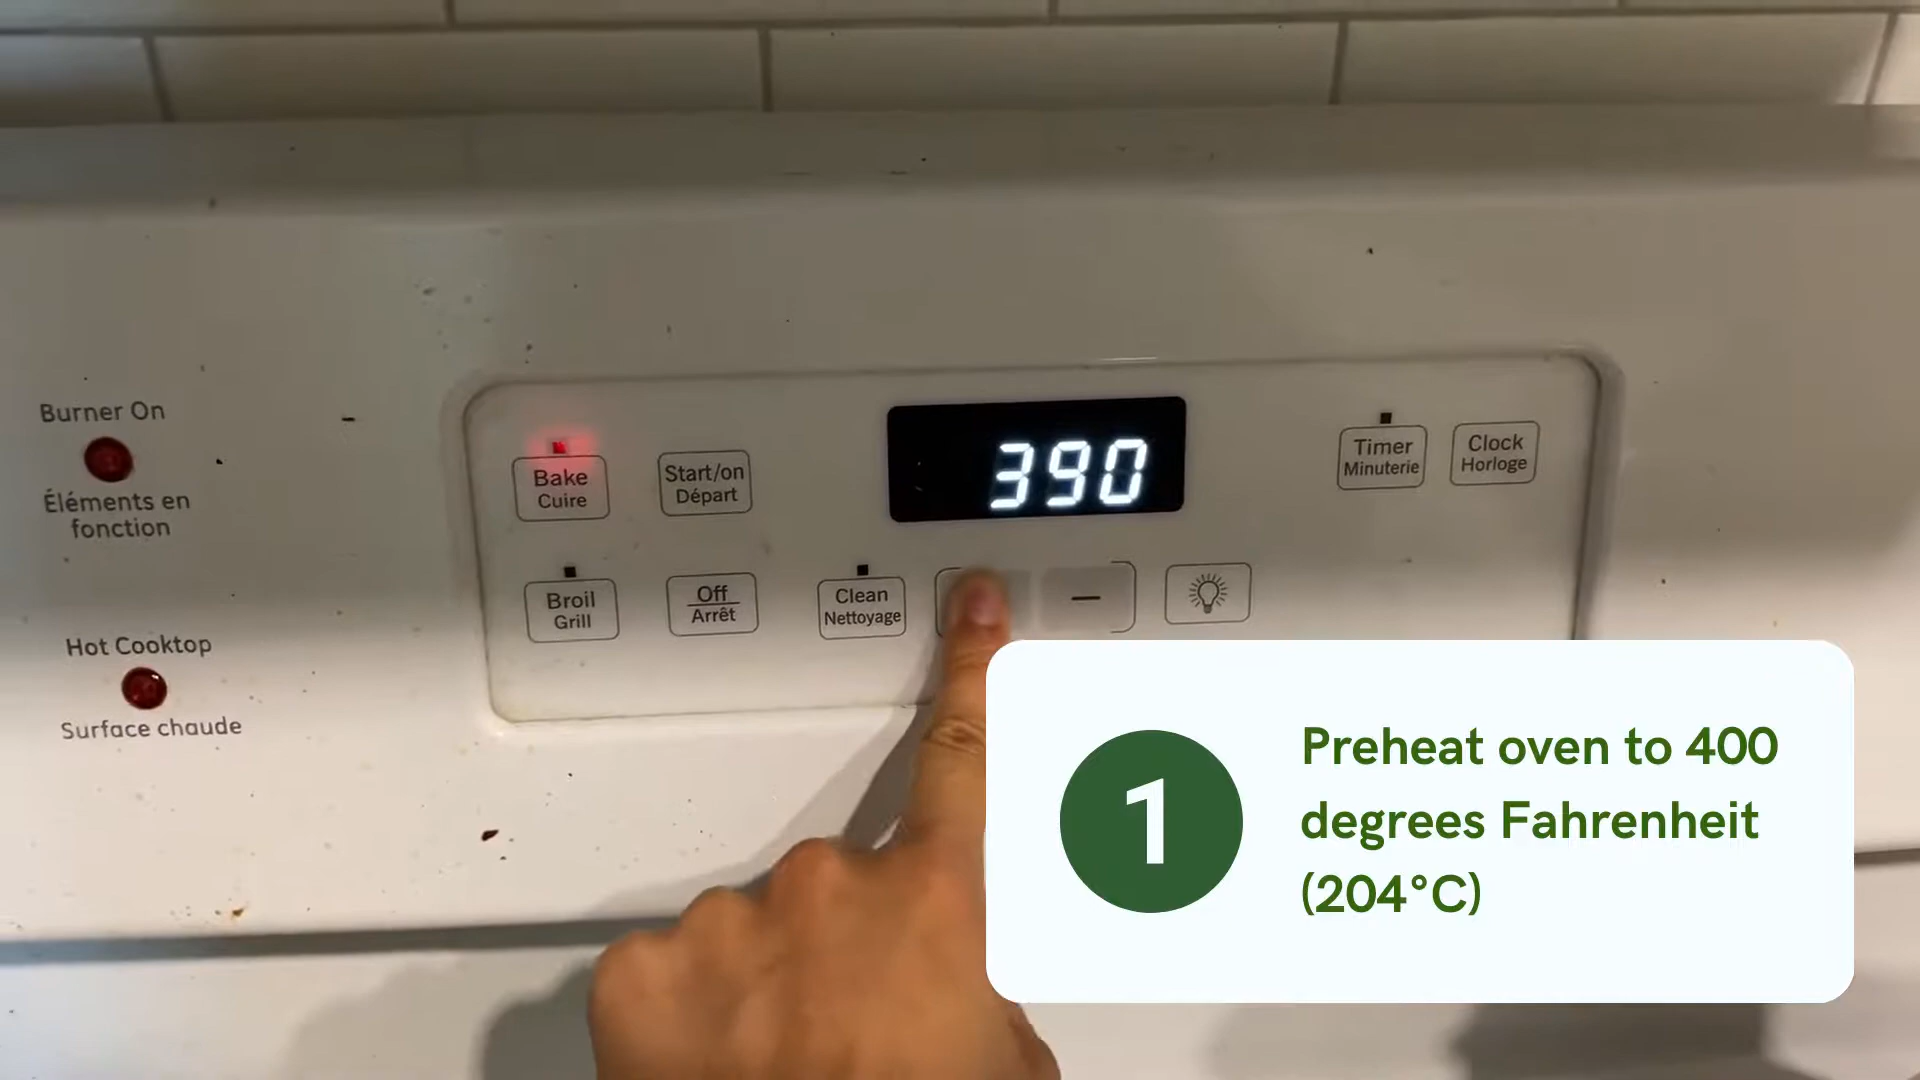 Burner On
Éléments en
fonction
Hot Cooktop
Surface chaude
Bake
Cuire
Start/on
Départ
390
Timer
Minuterie
Clock
Horloge
Broil
Grill
Off
Arrêt
Clean
Nettoyage
–
1
Preheat oven to 400
degrees Fahrenheit
(204°C)